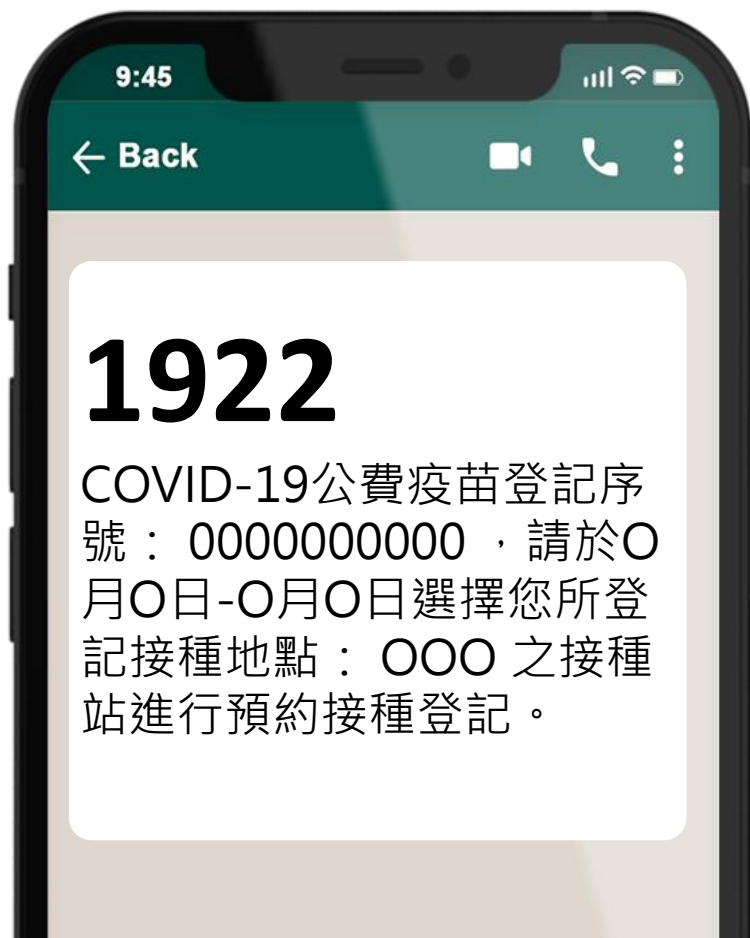 9:45
← Back
1922
COVID-19公費疫苗登記序
號： 0000000000 ，請於O
月O日-O月O日選擇您所登
記接種地點： OOO 之接種
站進行預約接種登記。